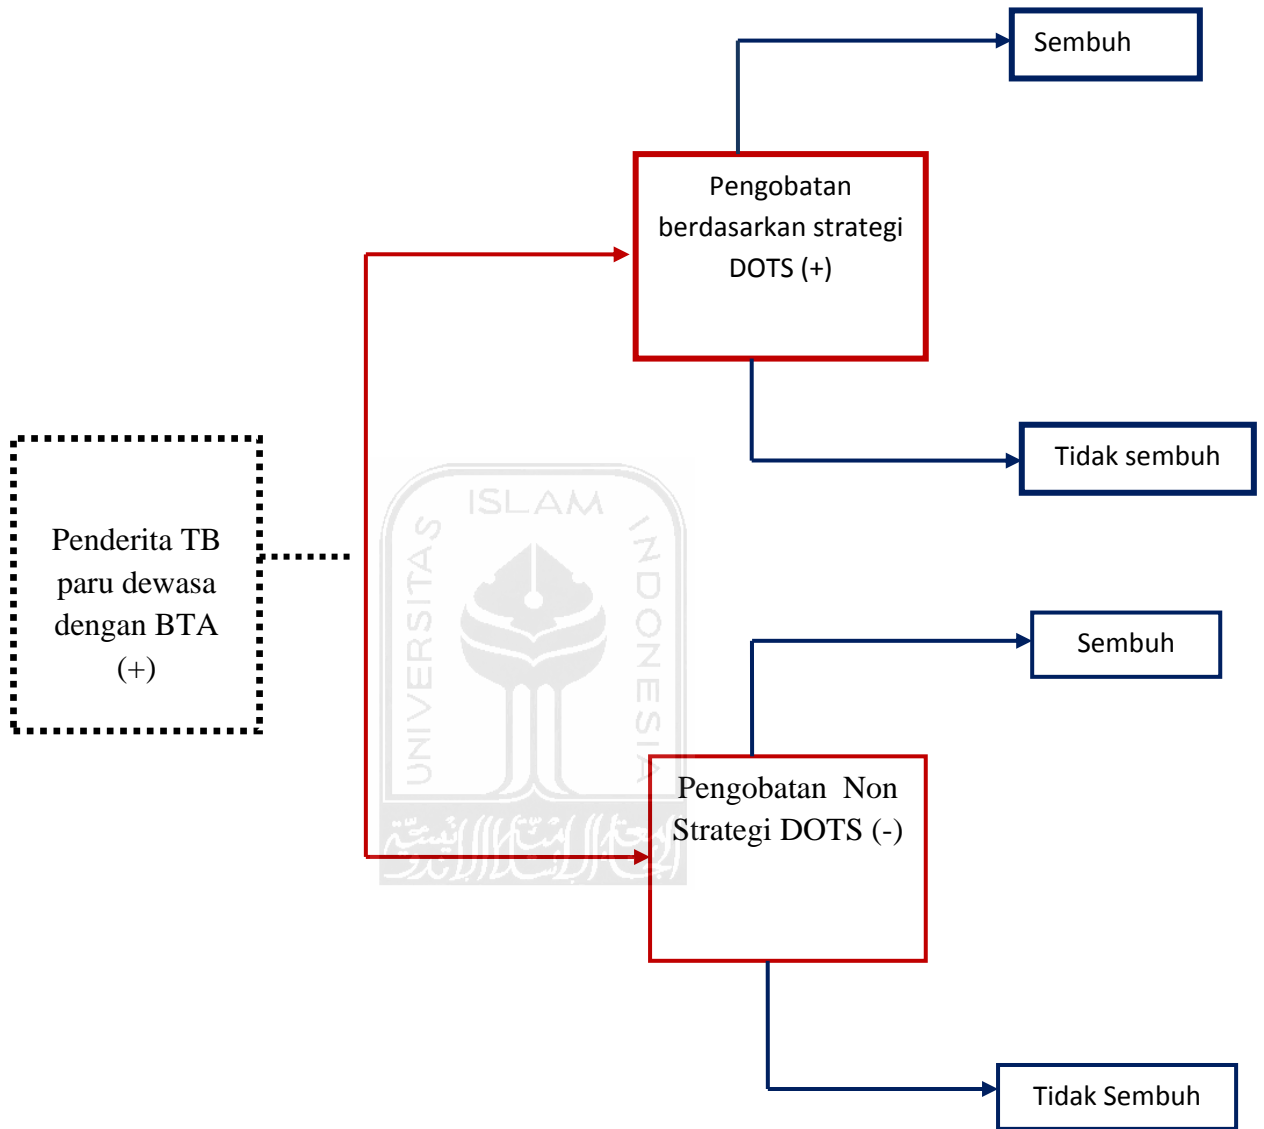 Sembuh
Pengobatan
berdasarkan strategi
DOTS (+)
Tidak sembuh
Penderita TB
paru dewasa
dengan BTA
(+)
UNIVERSITAS
ISLAM
INDONESIA
Sembuh
Pengobatan Non
Strategi DOTS (-)
Tidak Sembuh